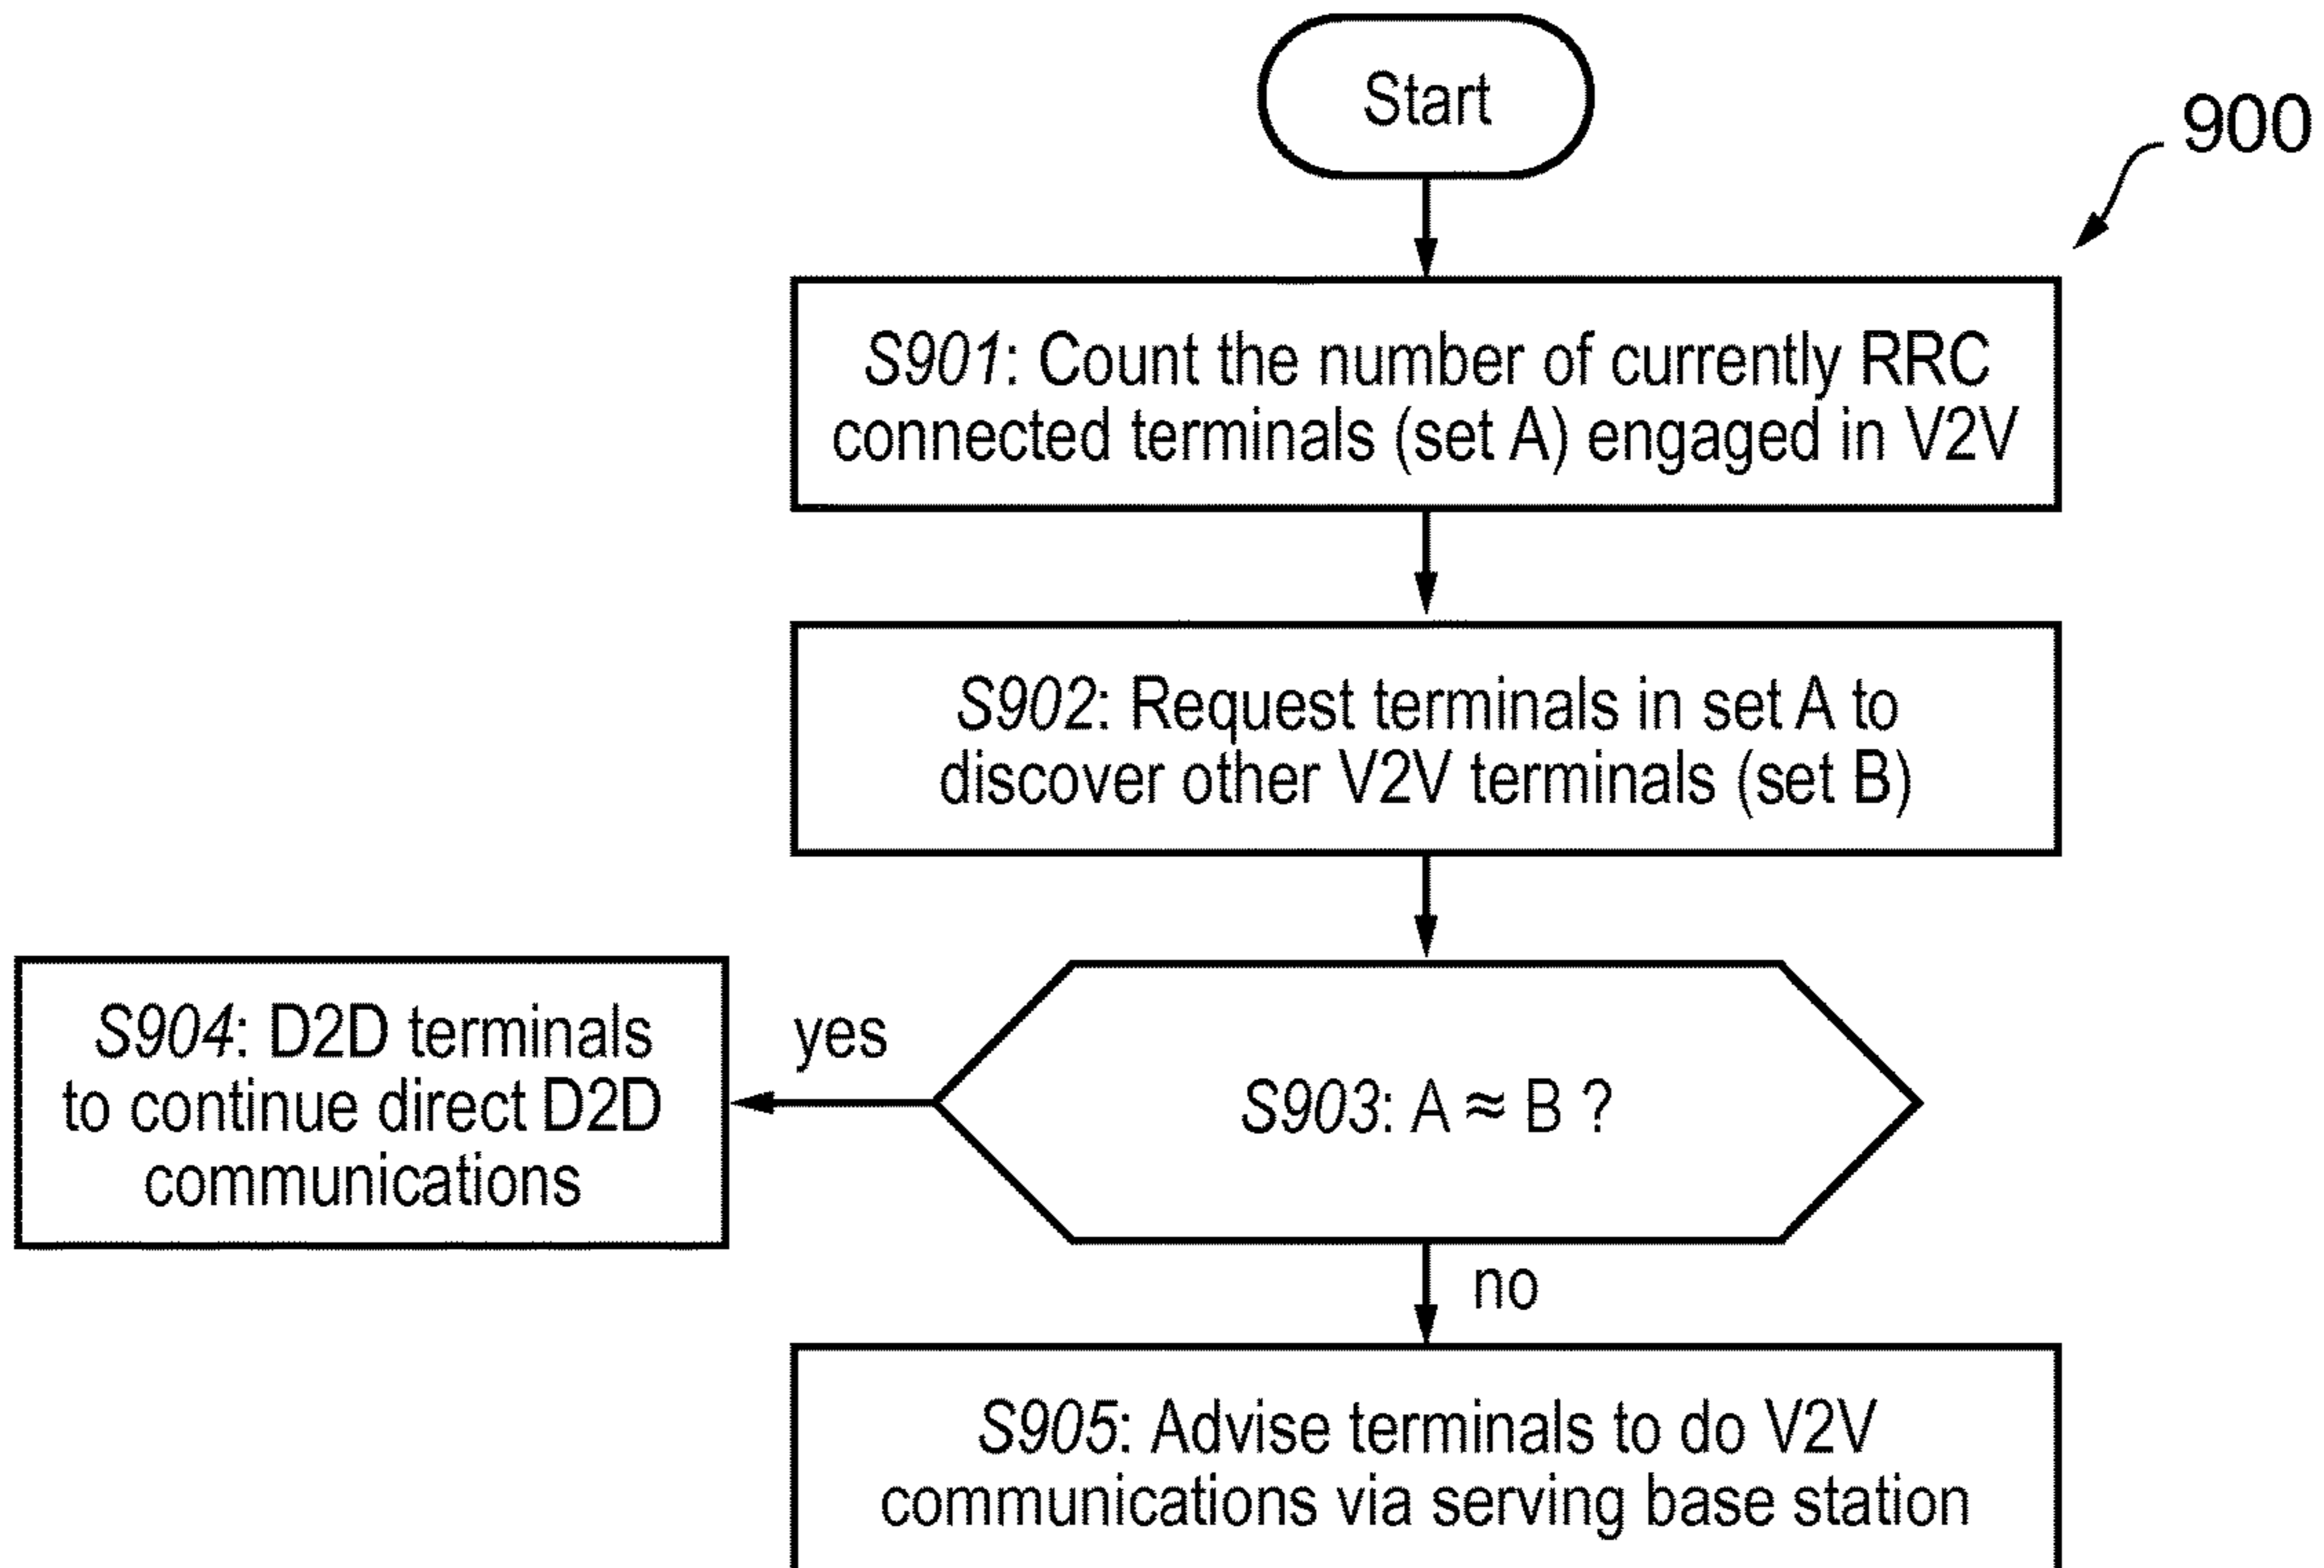 Start
900
S901: Count the number of currently RRC
connected terminals (set A) engaged in V2V
S902: Request terminals in set A to
discover other V2V terminals (set B)
S904: D2D terminals
to continue direct D2D
communications
yes
S903: A ≈ B ?
no
S905: Advise terminals to do V2V
communications via serving base station